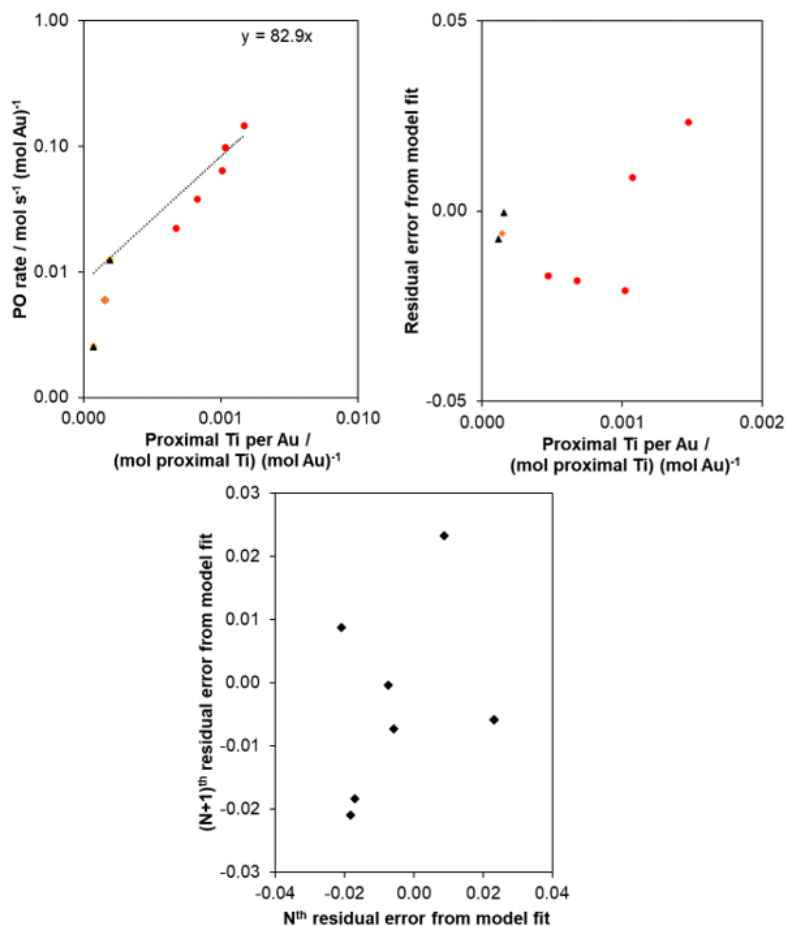 y = 82.9x
1.00
0.10
0.01
0.00
PO rate / mol s⁻¹ (mol Au)⁻¹
0.000
0.001
0.010
Proximal Ti per Au /
(mol proximal Ti) (mol Au)⁻¹
0.05
0.00
-0.05
Residual error from model fit
0.000
0.001
0.002
Proximal Ti per Au /
(mol proximal Ti) (mol Au)⁻¹
0.03
0.02
0.01
0.00
-0.01
-0.02
-0.03
(N+1)ᵗʰ residual error from model fit
-0.04
-0.02
0.00
0.02
0.04
Nᵗʰ residual error from model fit